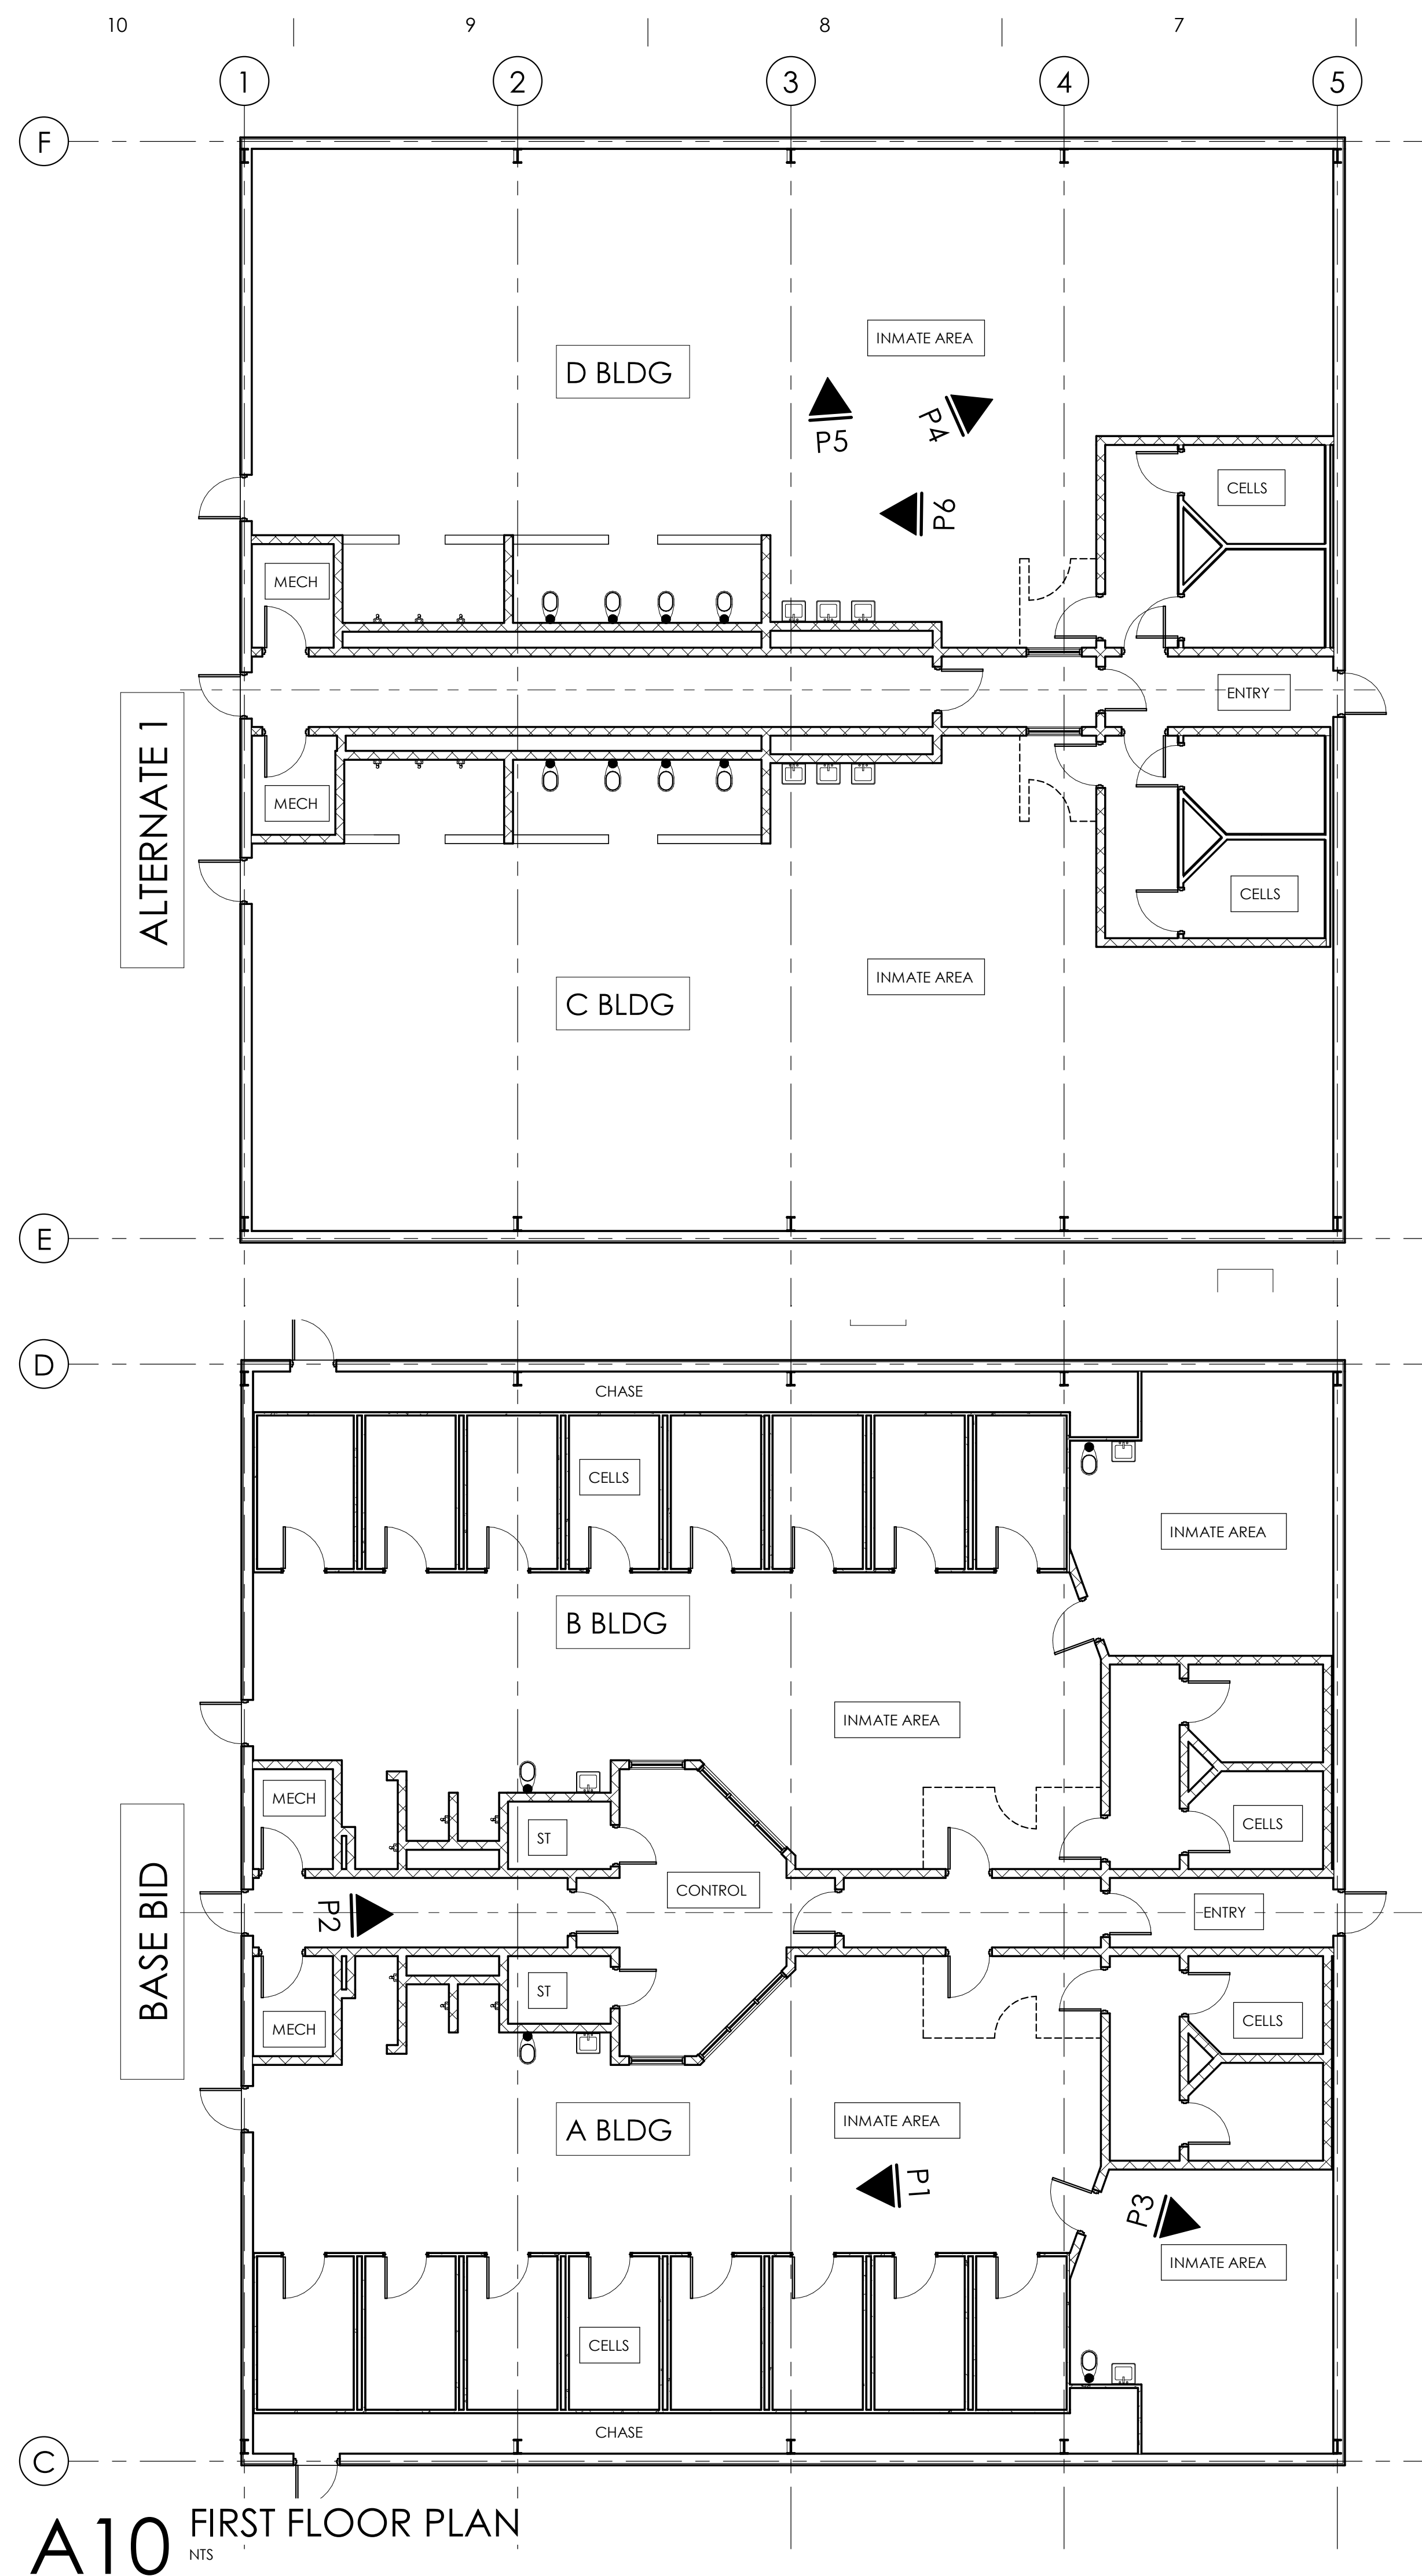 10 9 8 7
1 2 3 4 5
F
INMATE AREA
D BLDG
P5 P4
CELLS
P6
MECH
ENTRY
ALTERNATE 1
MECH
CELLS
INMATE AREA
C BLDG
E
D
CHASE
CELLS
INMATE AREA
B BLDG
INMATE AREA
MECH
CELLS
ST
CONTROL
P2
ENTRY
BASE BID
ST
CELLS
MECH
INMATE AREA
A BLDG
P1
P3
INMATE AREA
CELLS
CHASE
C
A10 FIRST FLOOR PLAN
NTS